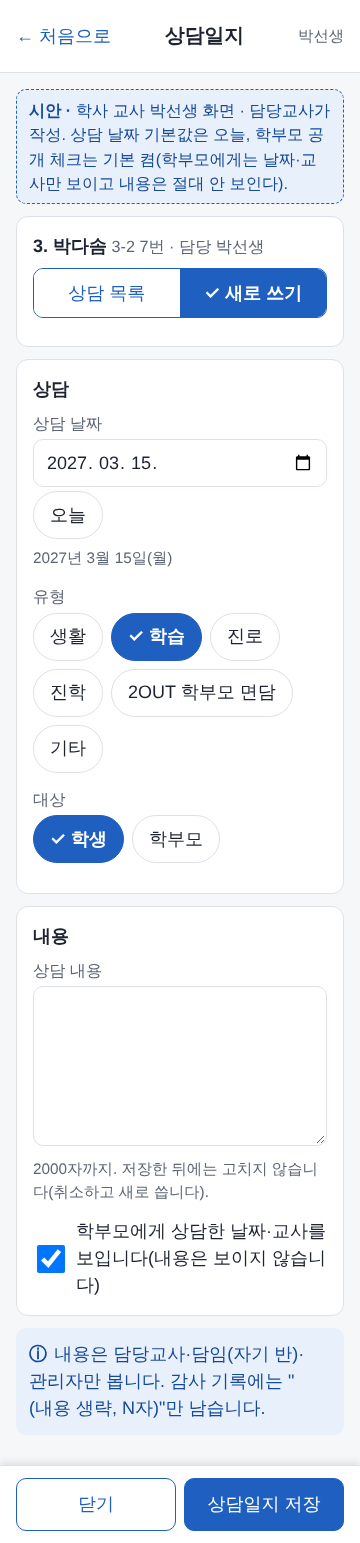 ← 처음으로 상담일지 박선생
시안 · 학사 교사 박선생 화면 · 담당교사가
작성. 상담 날짜 기본값은 오늘, 학부모 공
개 체크는 기본 켬(학부모에게는 날짜·교
사만 보이고 내용은 절대 안 보인다).
3. 박다솜 3-2 7번 · 담당 박선생
상담 목록 ✓ 새로 쓰기
상담
상담 날짜
2027. 03. 15.
오늘
2027년 3월 15일(월)
유형
생활 ✓ 학습 진로
진학 2OUT 학부모 면담
기타
대상
✓ 학생 학부모
내용
상담 내용
2000자까지. 저장한 뒤에는 고치지 않습니
다(취소하고 새로 씁니다).
학부모에게 상담한 날짜·교사를
보입니다(내용은 보이지 않습니
다)
ⓘ 내용은 담당교사·담임(자기 반)·
관리자만 봅니다. 감사 기록에는 "
(내용 생략, N자)"만 남습니다.
닫기 상담일지 저장